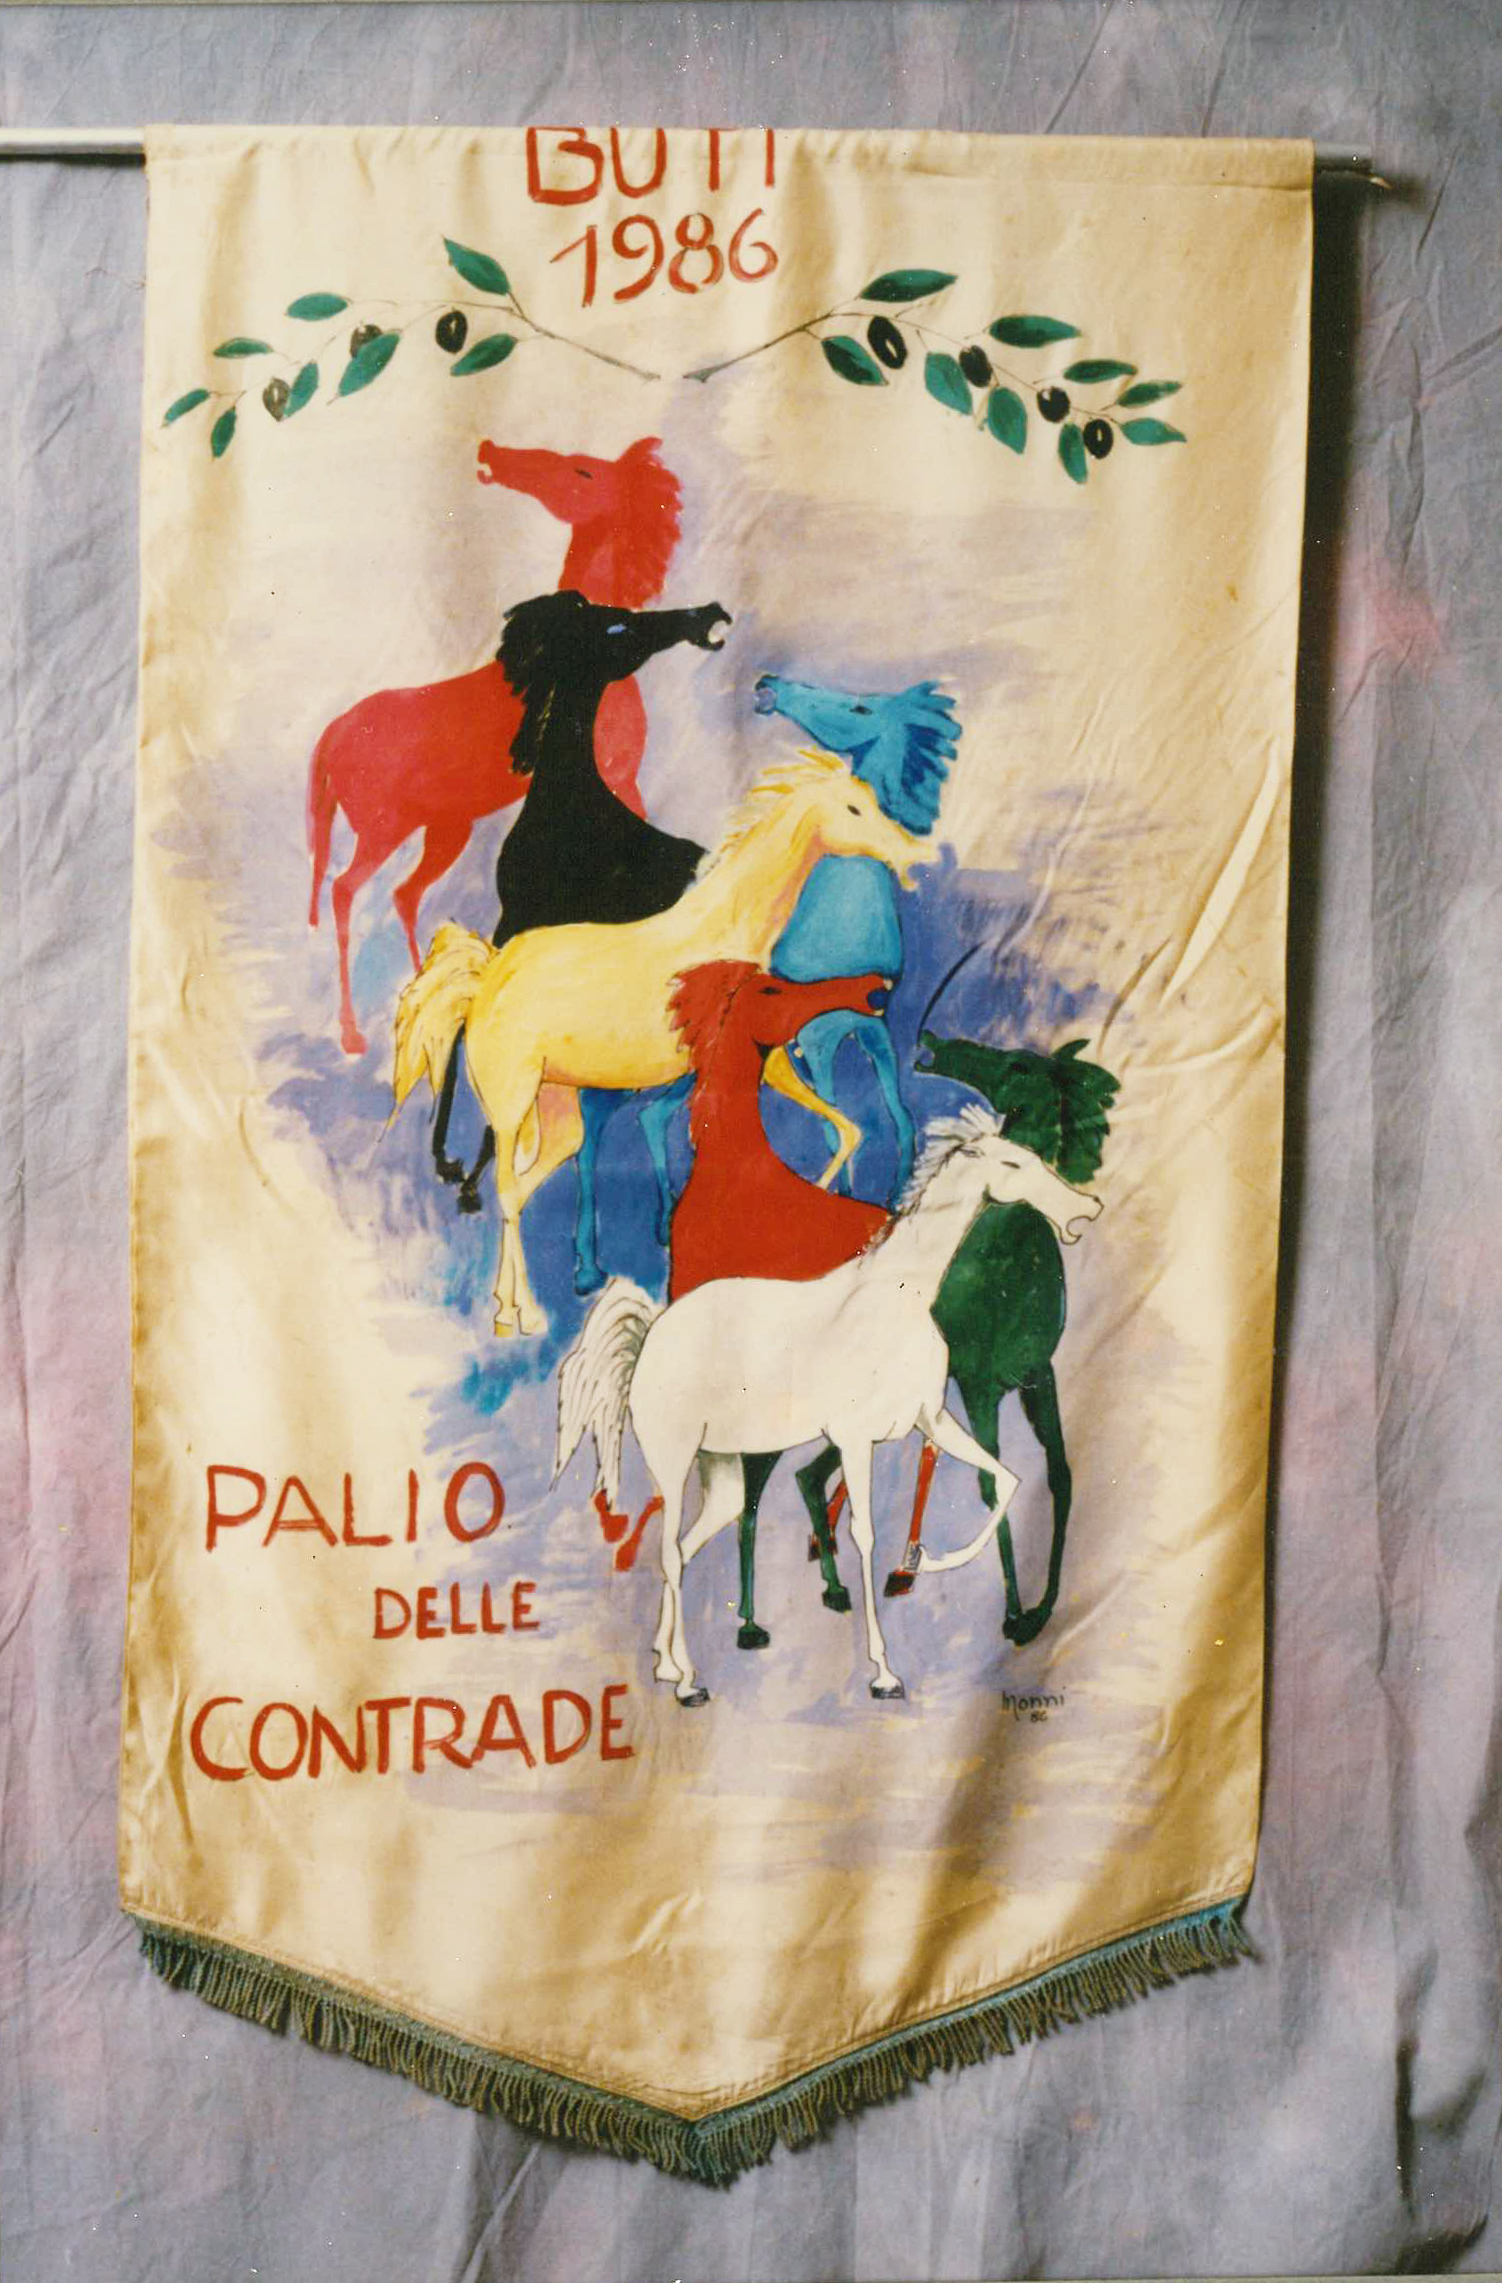 BUTI
1986
PALIO
DELLE
CONTRADE
Monni
86